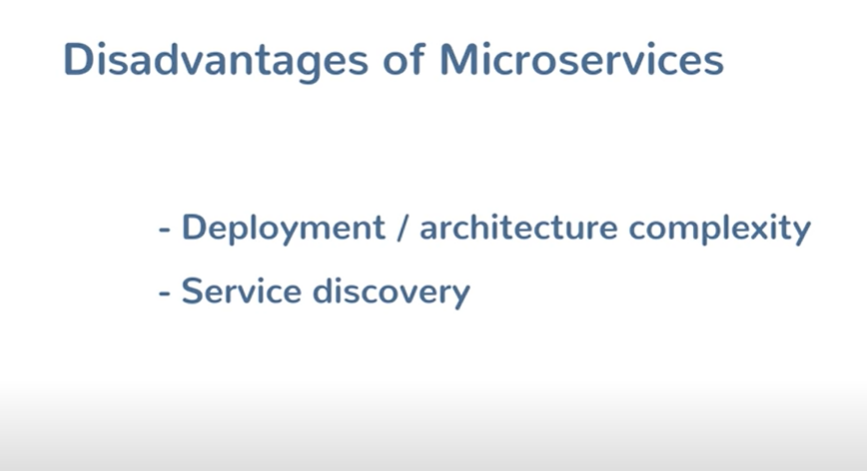 Disadvantages of Microservices
- Deployment / architecture complexity
- Service discovery